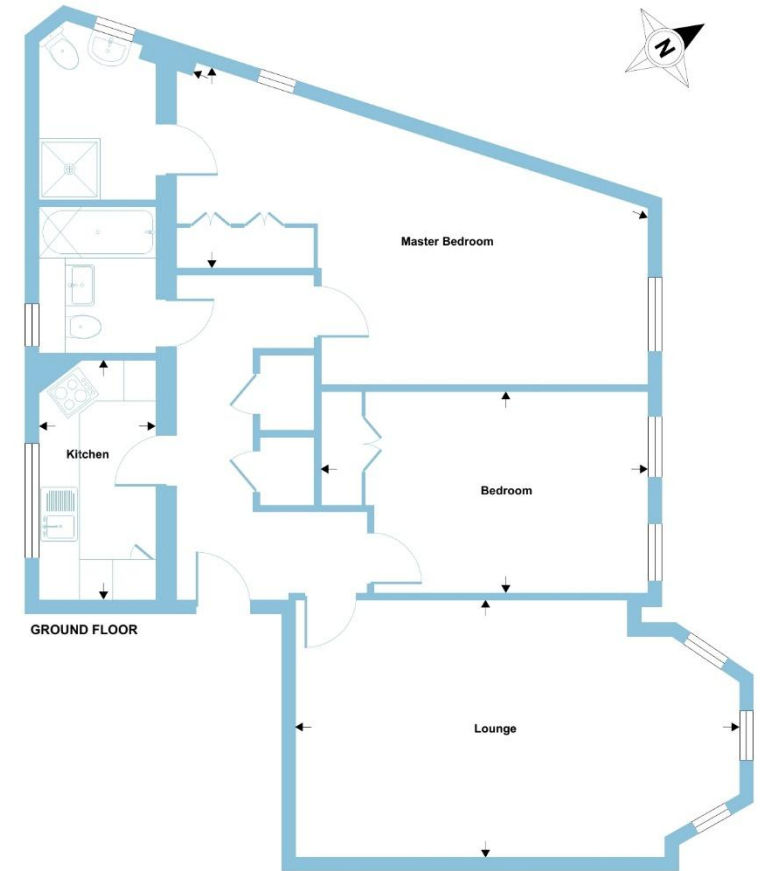 N
Master Bedroom
Kitchen
Bedroom
GROUND FLOOR
Lounge